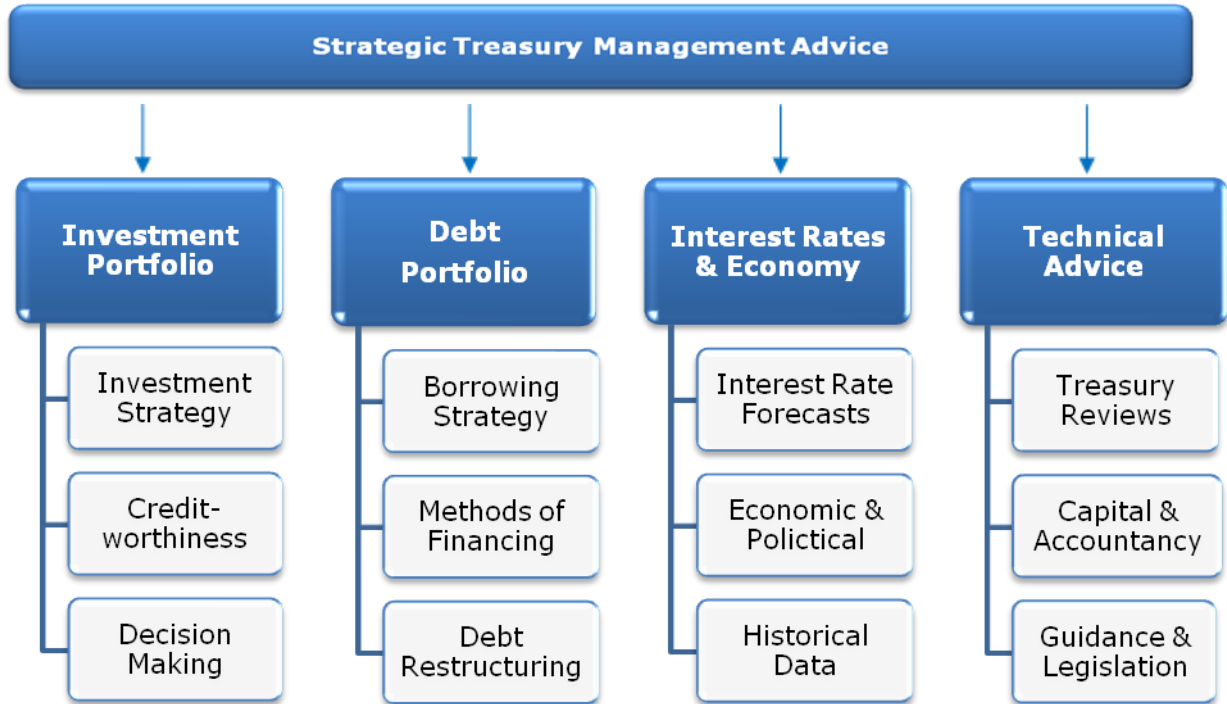 Strategic Treasury Management Advice
Investment
Portfolio
Investment
Strategy
Credit-
worthiness
Decision
Making
Debt
Portfolio
Borrowing
Strategy
Methods of
Financing
Debt
Restructuring
Interest Rates
& Economy
Interest Rate
Forecasts
Economic &
Polictical
Historical
Data
Technical
Advice
Treasury
Reviews
Capital &
Accountancy
Guidance &
Legislation